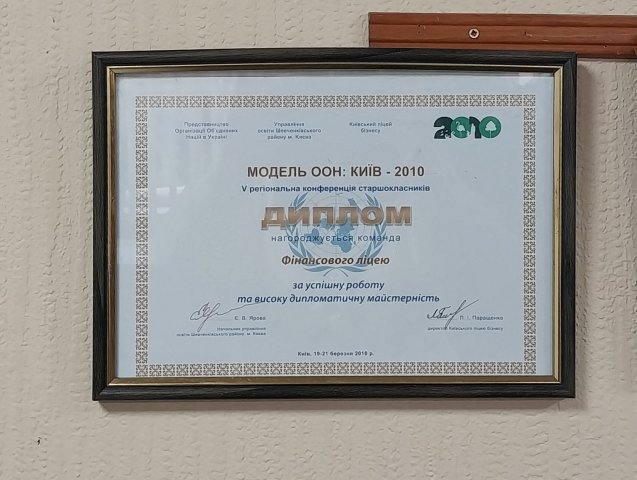 Представництво
Організації Об'єднаних
Націй в Україні
Управління
освіти Шевченківського
району м. Києва
Київський ліцей
бізнесу
2010
МОДЕЛЬ ООН: КИЇВ - 2010
V регіональна конференція старшокласників
ДИПЛОМ
нагороджується команда
Фінансового ліцею
за успішну роботу
та високу дипломатичну майстерність
Є. В. Ярова
Начальник управління
освіти Шевченківського району м. Києва
Л. І. Паращенко
директор Київського ліцею бізнесу
Київ, 19-21 березня 2010 р.